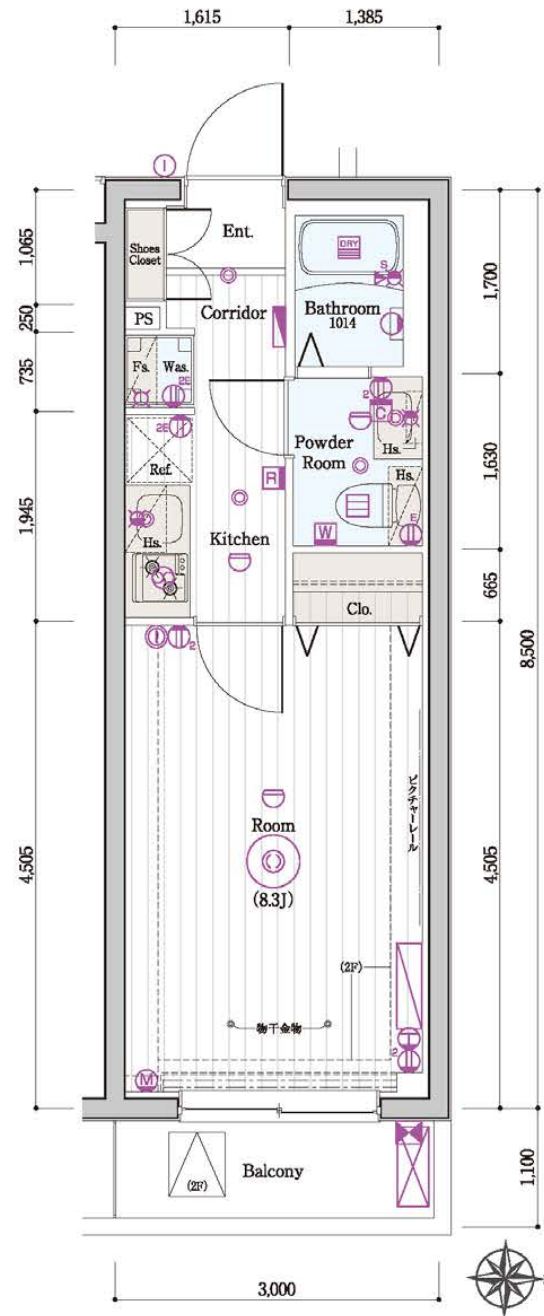 1,615
1,385
I
1,065
Shoes
Closet
Ent.
DRY
S
1,700
Corridor
Bathroom
1014
250
PS
735
Fs.
Was.
2E
2
C
Hs.
2E
Ref.
Powder
Room
1,630
R
Hs.
1,945
Hs.
Kitchen
W
E
Clo.
665
8,500
2
ピクチャーレール
Room
(8.3J)
4,505
4,505
(2F)
物干金物
2
M
(2F)
Balcony
1,100
3,000